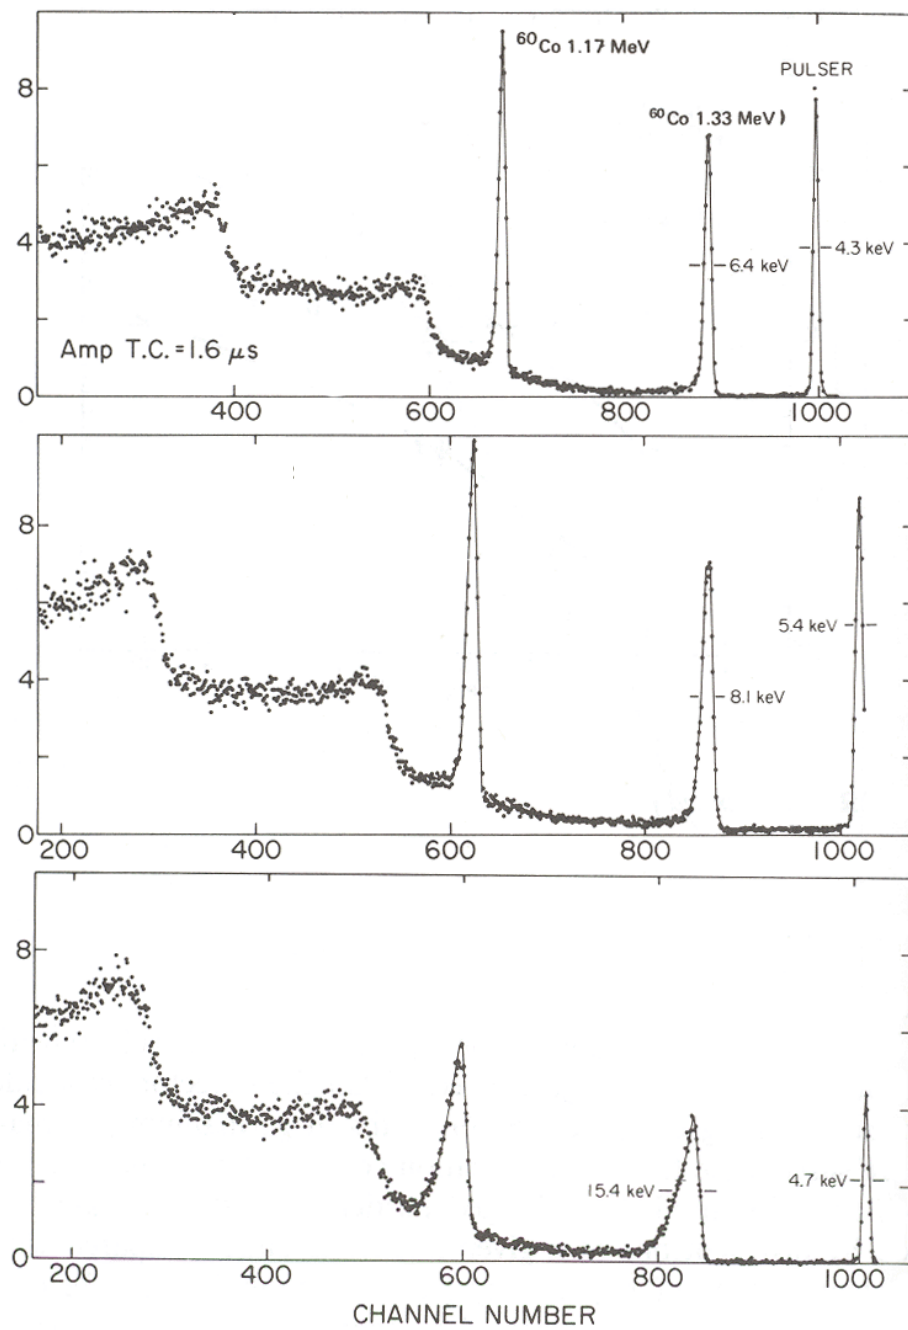 ⁶⁰Co 1.17 MeV
PULSER
⁶⁰Co 1.33 MeV)
8
4
0
6.4 keV
4.3 keV
Amp T.C. = 1.6 μs
400 600 800 1000
8
4
0
5.4 keV
8.1 keV
200 400 600 800 1000
8
4
0
15.4 keV
4.7 keV
200 400 600 800 1000
CHANNEL NUMBER